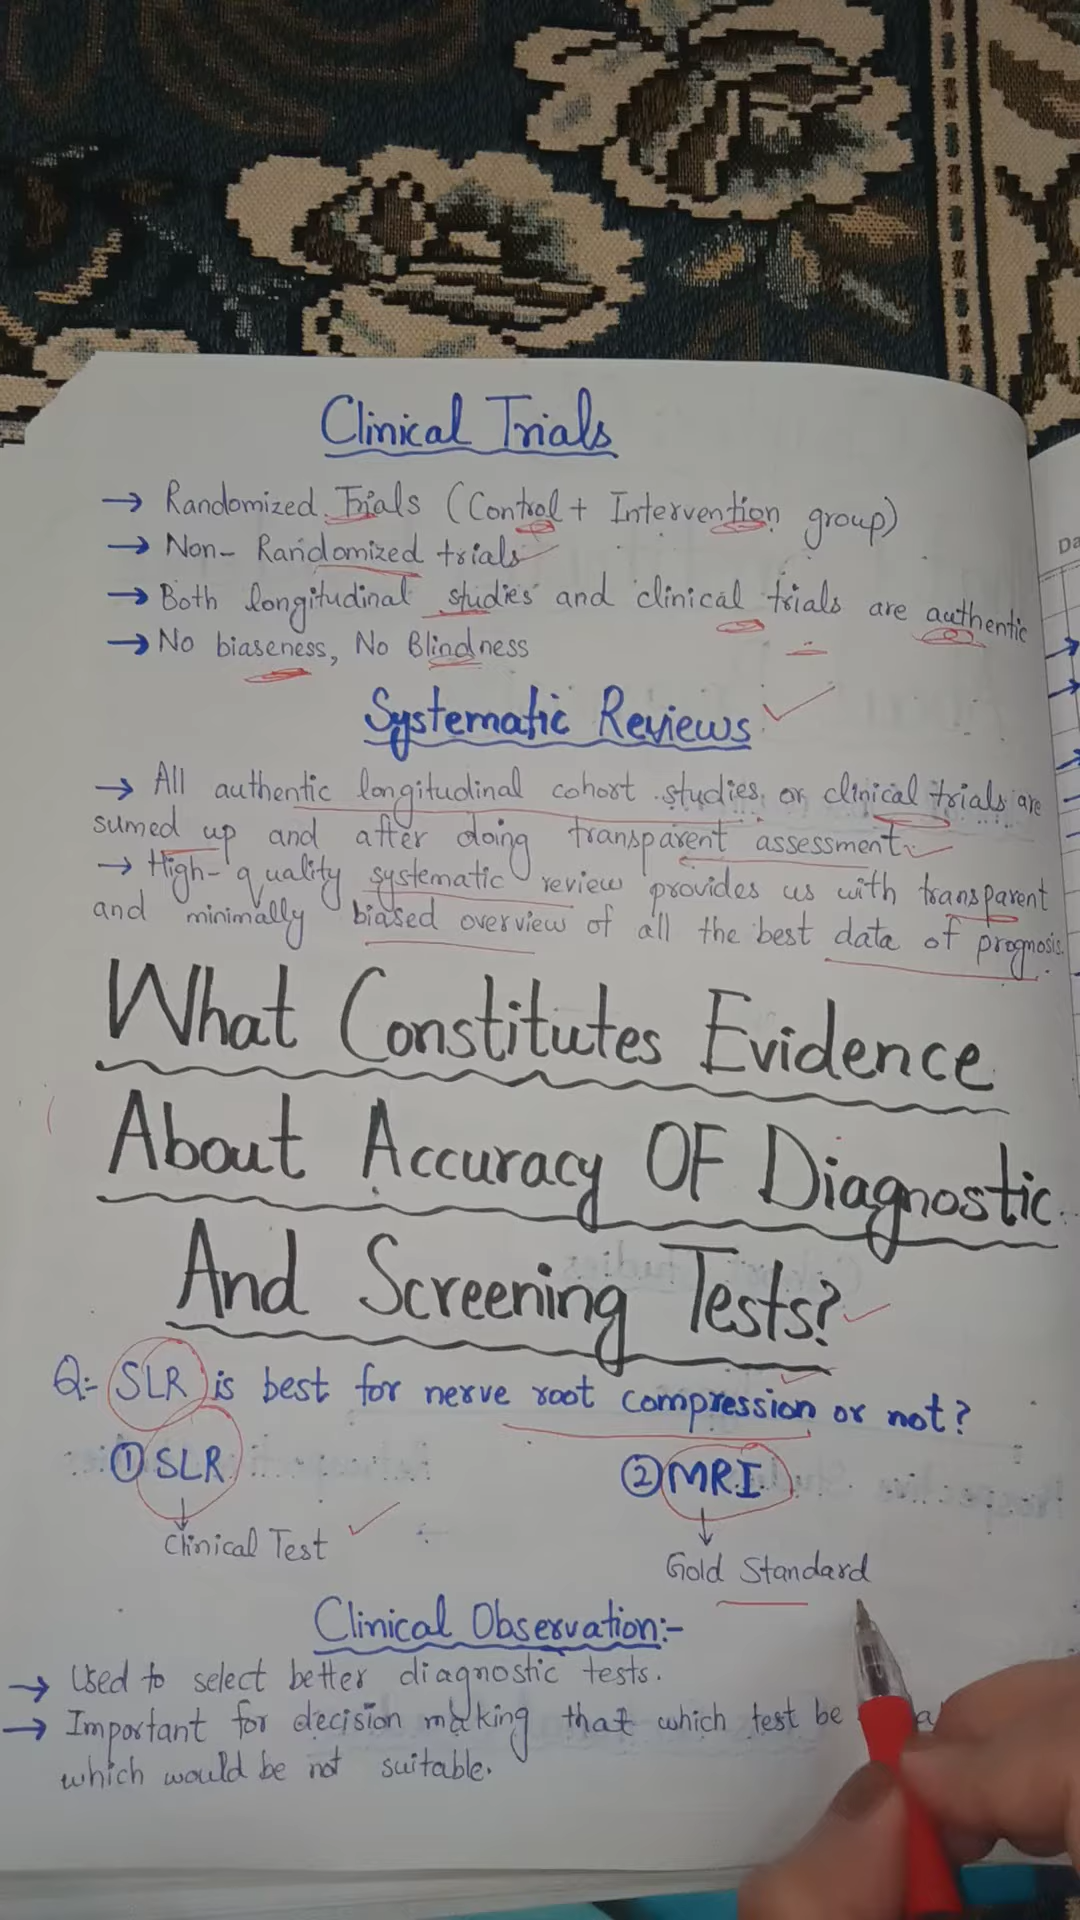 Clinical Trials
→ Randomized Trials (Control + Intervention group)
→ Non-Randomized trials
→ Both longitudinal studies and clinical trials are authentic
→ No biaseness, No Blindness
Systematic Reviews
→ All authentic longitudinal cohort studies or clinical trials are
sumed up and after doing transparent assessment.
→ High-quality systematic review provides us with transparent
and minimally biased overview of all the best data of prognosis.
What Constitutes Evidence
About Accuracy OF Diagnostic
And Screening Tests?
Q:- SLR is best for nerve root compression or not?
① SLR ② MRI
Clinical Test
Gold Standard
Clinical Observation:-
→ Used to select better diagnostic tests.
→ Important for decision making that which test be
which would be not suitable.
Da